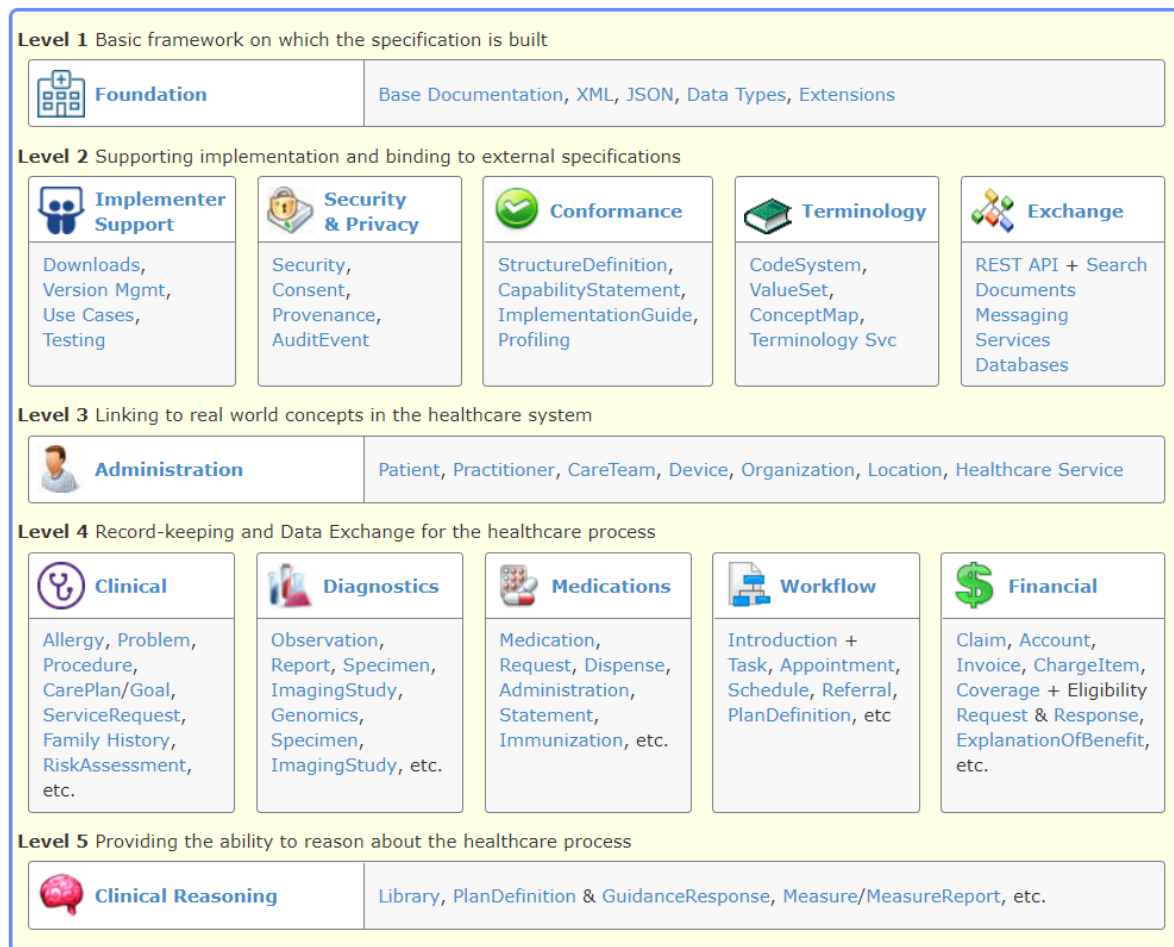 Level 1 Basic framework on which the specification is built
Foundation
Base Documentation, XML, JSON, Data Types, Extensions
Level 2 Supporting implementation and binding to external specifications
Implementer
Support
Downloads,
Version Mgmt,
Use Cases,
Testing
Security
& Privacy
Security,
Consent,
Provenance,
AuditEvent
Conformance
StructureDefinition,
CapabilityStatement,
ImplementationGuide,
Profiling
Terminology
CodeSystem,
ValueSet,
ConceptMap,
Terminology Svc
Exchange
REST API + Search
Documents
Messaging
Services
Databases
Level 3 Linking to real world concepts in the healthcare system
Administration
Patient, Practitioner, CareTeam, Device, Organization, Location, Healthcare Service
Level 4 Record-keeping and Data Exchange for the healthcare process
Clinical
Allergy, Problem,
Procedure,
CarePlan/Goal,
ServiceRequest,
Family History,
RiskAssessment,
etc.
Diagnostics
Observation,
Report, Specimen,
ImagingStudy,
Genomics,
Specimen,
ImagingStudy, etc.
Medications
Medication,
Request, Dispense,
Administration,
Statement,
Immunization, etc.
Workflow
Introduction +
Task, Appointment,
Schedule, Referral,
PlanDefinition, etc
Financial
Claim, Account,
Invoice, ChargeItem,
Coverage + Eligibility
Request & Response,
ExplanationOfBenefit,
etc.
Level 5 Providing the ability to reason about the healthcare process
Clinical Reasoning
Library, PlanDefinition & GuidanceResponse, Measure/MeasureReport, etc.